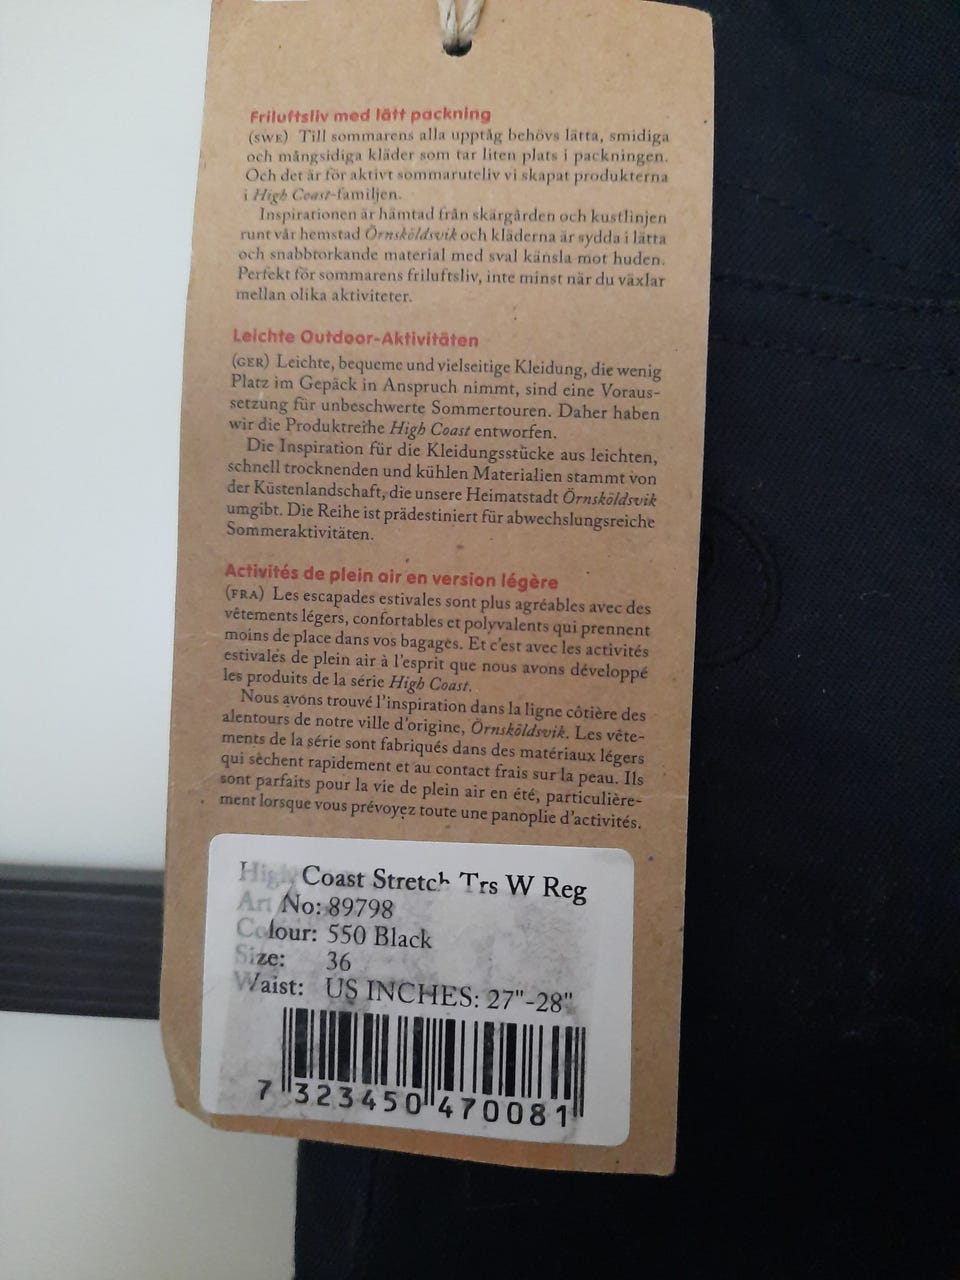 Friluftsliv med lätt packning
(SWE) Till sommarens alla upptåg behövs lätta, smidiga
och mångsidiga kläder som tar liten plats i packningen.
Och det är för aktivt sommaruteliv vi skapat produkterna
i High Coast-familjen.
Inspirationen är hämtad från skärgården och kustlinjen
runt vår hemstad Örnsköldsvik och kläderna är sydda i lätta
och snabbtorkande material med sval känsla mot huden.
Perfekt för sommarens friluftsliv, inte minst när du växlar
mellan olika aktiviteter.
Leichte Outdoor-Aktivitäten
(GER) Leichte, bequeme und vielseitige Kleidung, die wenig
Platz im Gepäck in Anspruch nimmt, sind eine Voraus-
setzung für unbeschwerte Sommertouren. Daher haben
wir die Produktreihe High Coast entworfen.
Die Inspiration für die Kleidungsstücke aus leichten,
schnell trocknenden und kühlen Materialien stammt von
der Küstenlandschaft, die unsere Heimatstadt Örnsköldsvik
umgibt. Die Reihe ist prädestiniert für abwechslungsreiche
Sommeraktivitäten.
Activités de plein air en version légère
(FRA) Les escapades estivales sont plus agréables avec des
vêtements légers, confortables et polyvalents qui prennent
moins de place dans vos bagages. Et c'est avec les activités
estivales de plein air à l'esprit que nous avons développé
les produits de la série High Coast.
Nous avons trouvé l'inspiration dans la ligne côtière des
alentours de notre ville d'origine, Örnsköldsvik. Les vête-
ments de la série sont fabriqués dans des matériaux légers
qui sèchent rapidement et au contact frais sur la peau. Ils
sont parfaits pour la vie de plein air en été, particulière-
ment lorsque vous prévoyez toute une panoplie d'activités.
High Coast Stretch Trs W Reg
Art No: 89798
Colour: 550 Black
Size: 36
Waist: US INCHES: 27"-28"
7 323450 470081